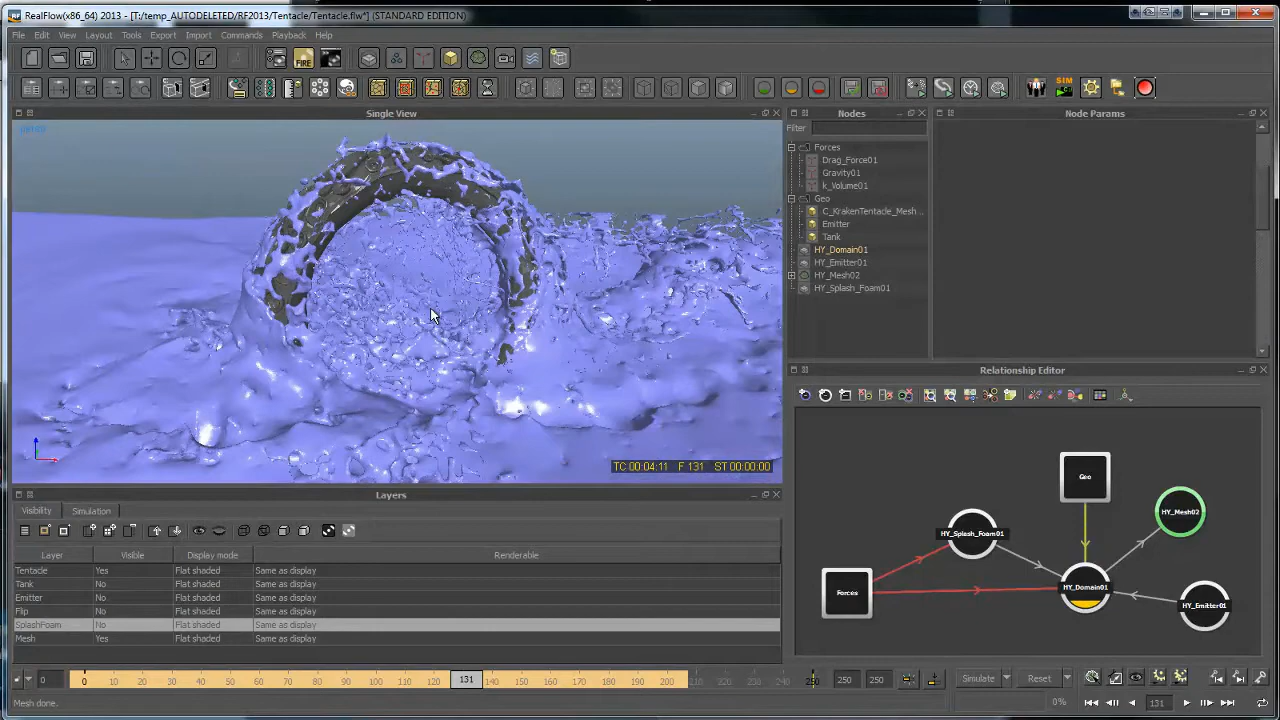 RealFlow(x86_64) 2013 - [T:/temp_AUTODELETED/RF2013/Tentacle/Tentacle.flw*] (STANDARD EDITION)
File Edit View Layout Tools Export Import Commands Playback Help
FIRE
SIM
Single View
Nodes
Node Params
Filter
Forces
Drag_Force01
Gravity01
k_Volume01
Geo
C_KrakenTentacle_Mesh...
Emitter
Tank
HY_Domain01
HY_Emitter01
HY_Mesh02
HY_Splash_Foam01
TC 00:04:11 F 131 ST 00:00:00
Relationship Editor
Geo
HY_Mesh02
HY_Splash_Foam01
HY_Domain01
Forces
HY_Emitter01
Layers
Visibility Simulation
Layer Visible Display mode Renderable
Tentacle Yes Flat shaded Same as display
Tank No Flat shaded Same as display
Emitter No Flat shaded Same as display
Flip No Flat shaded Same as display
SplashFoam No Flat shaded Same as display
Mesh Yes Flat shaded Same as display
0 0 10 20 30 40 50 60 70 80 90 100 110 120 131 140 150 160 170 180 190 200 210 220 230 240 250 250 250
Simulate Reset
Mesh done.
0% 131